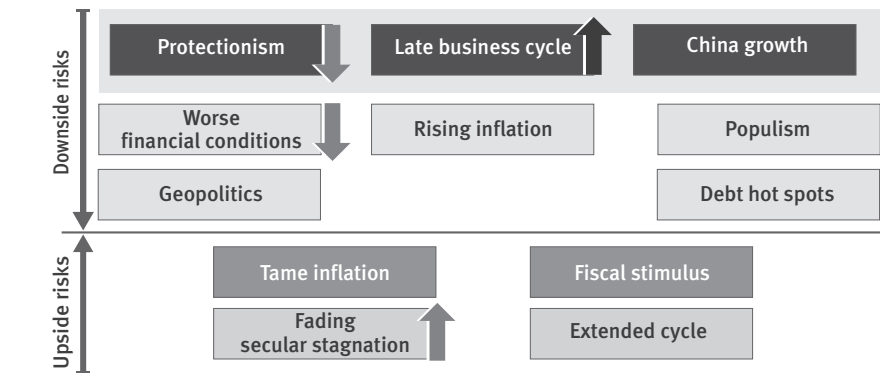 Downside risks
Protectionism
Late business cycle
China growth
Worse
financial conditions
Rising inflation
Populism
Geopolitics
Debt hot spots
Upside risks
Tame inflation
Fiscal stimulus
Fading
secular stagnation
Extended cycle